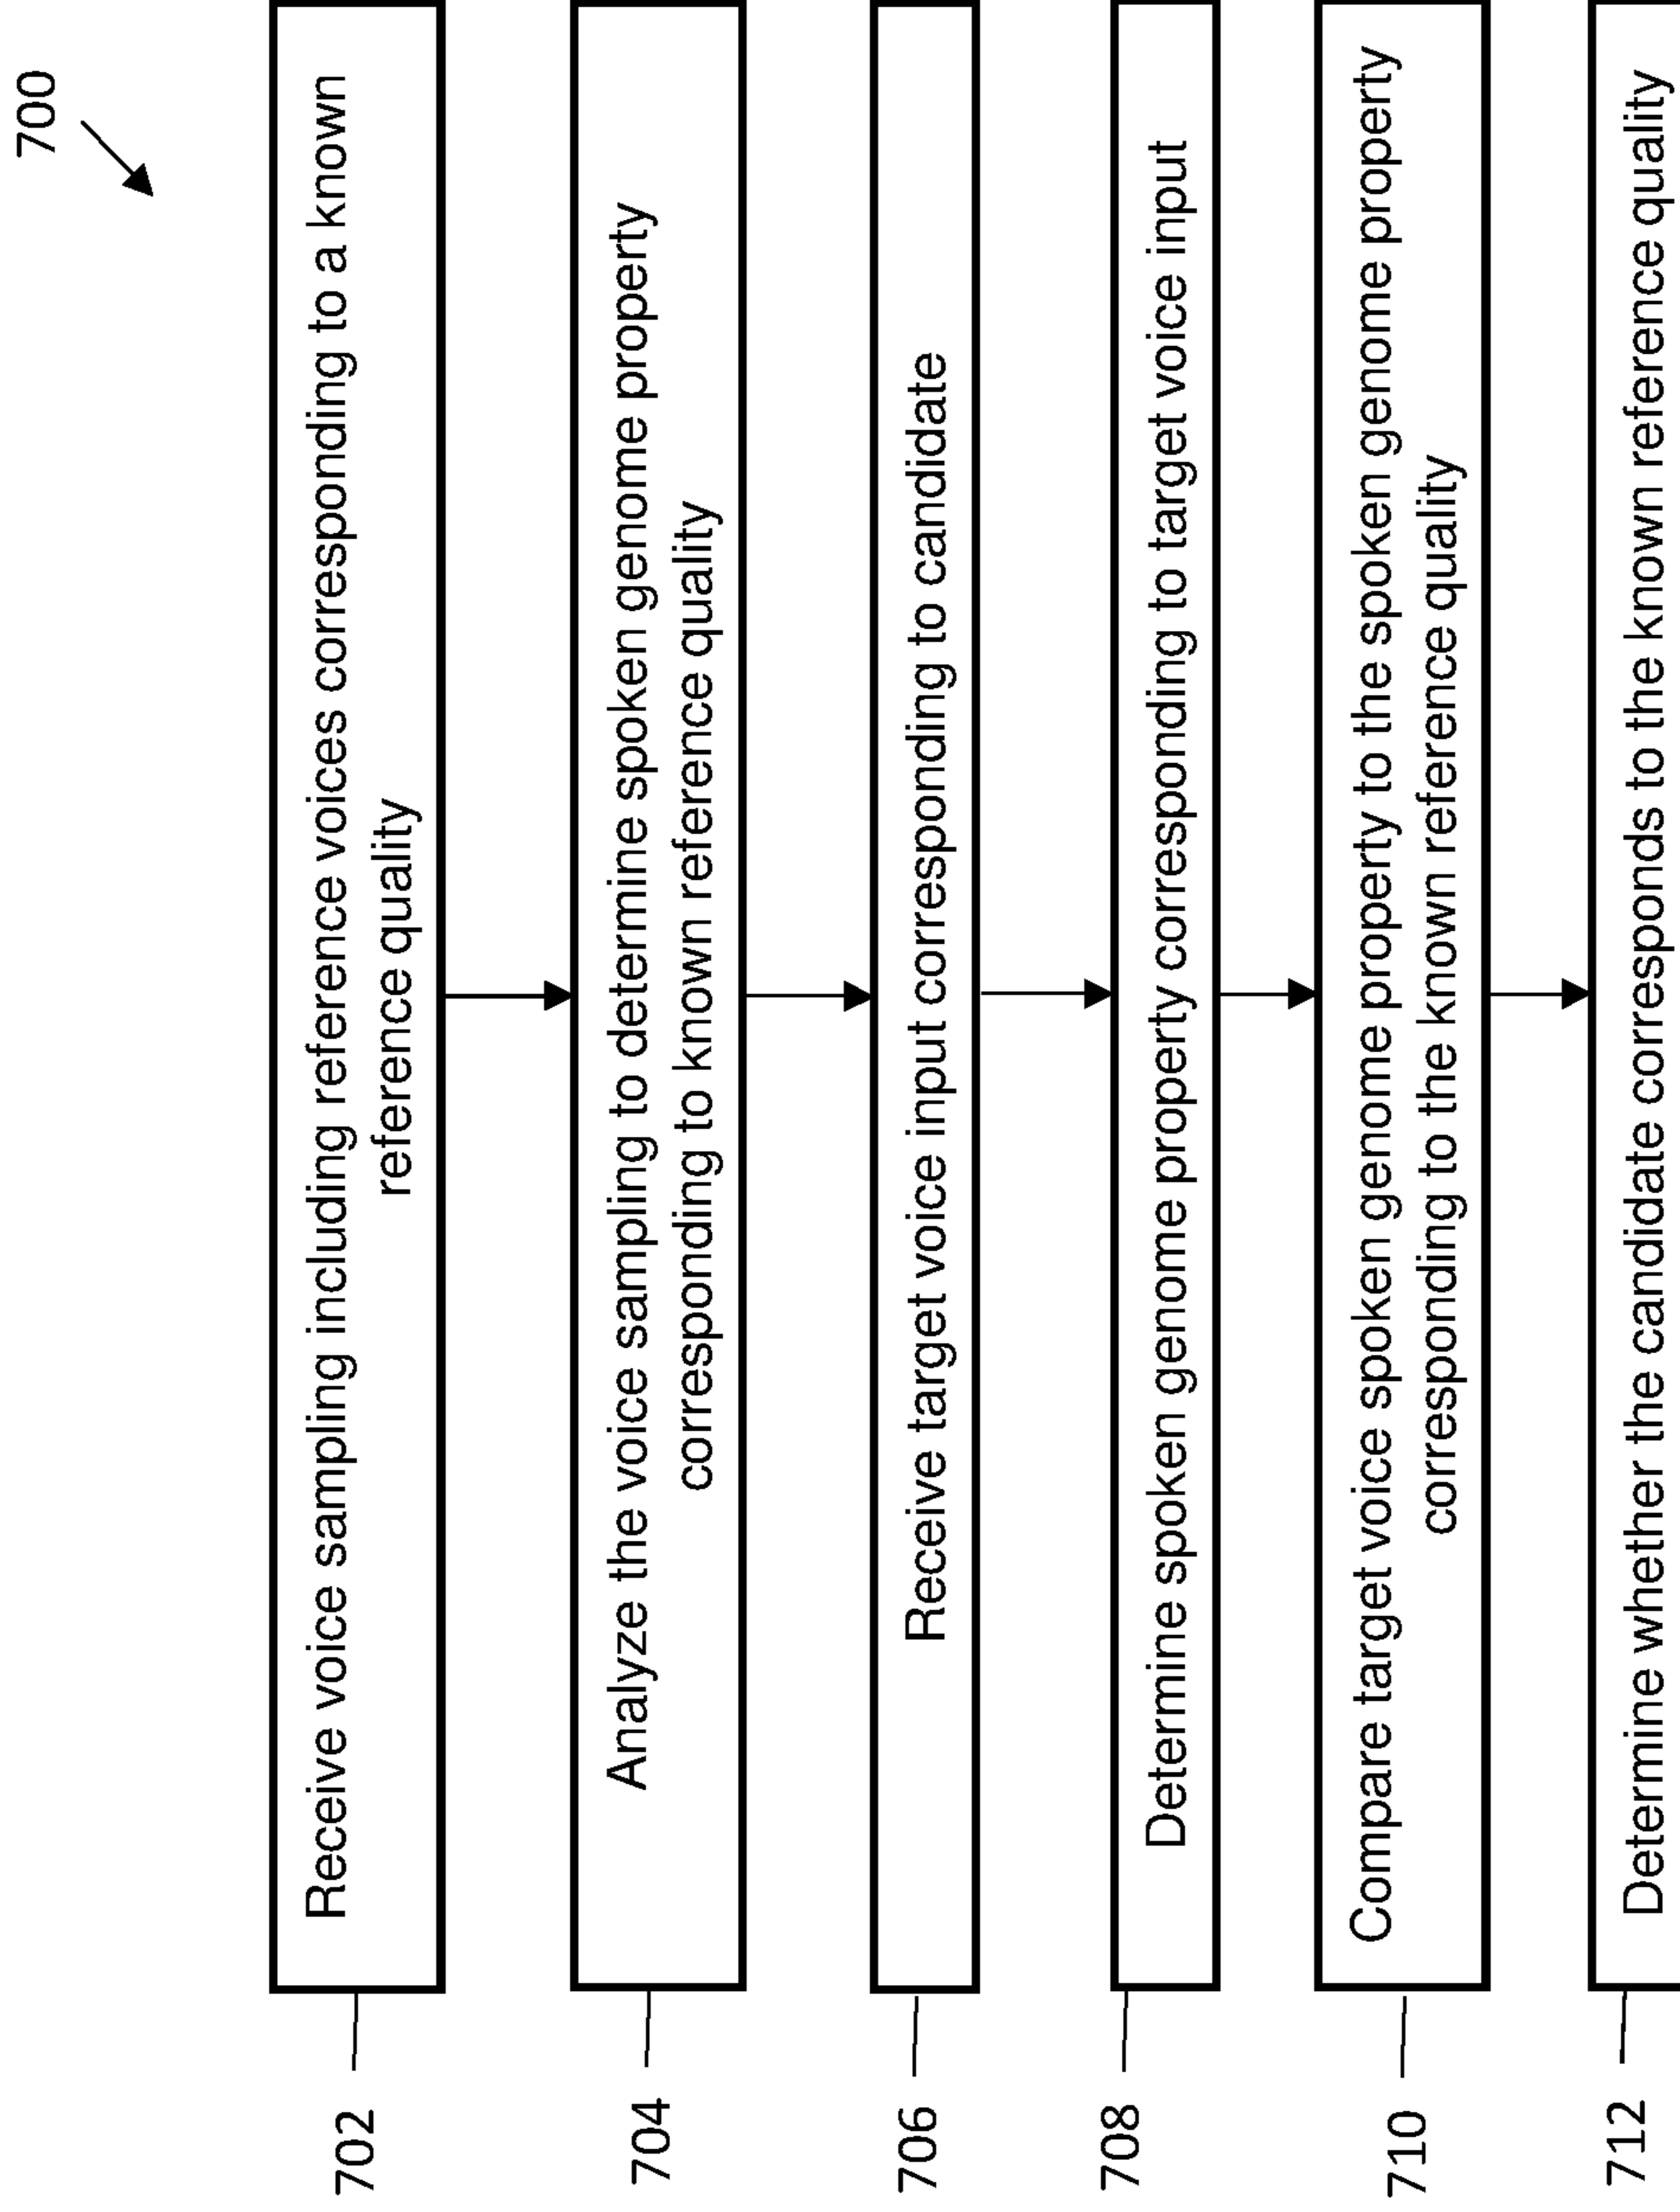 700
702
Receive voice sampling including reference voices corresponding to a known
reference quality
704
Analyze the voice sampling to determine spoken genome property
corresponding to known reference quality
706
Receive target voice input corresponding to candidate
708
Determine spoken genome property corresponding to target voice input
710
Compare target voice spoken genome property to the spoken genome property
corresponding to the known reference quality
712
Determine whether the candidate corresponds to the known reference quality